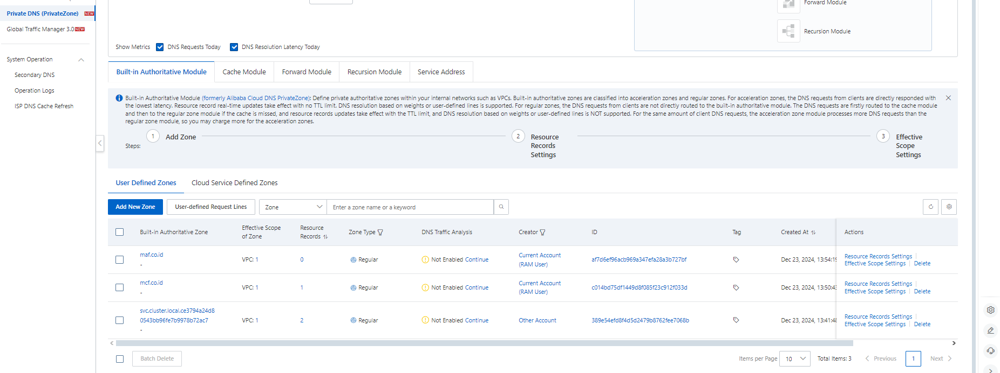 Private DNS (PrivateZone) NEW
Global Traffic Manager 3.0 NEW
System Operation
Secondary DNS
Operation Logs
ISP DNS Cache Refresh
Forward Module
Recursion Module
Show Metrics DNS Requests Today DNS Resolution Latency Today
Built-in Authoritative Module Cache Module Forward Module Recursion Module Service Address
Built-in Authoritative Module (formerly Alibaba Cloud DNS PrivateZone): Define private authoritative zones within your internal networks such as VPCs. Built-in authoritative zones are classified into acceleration zones and regular zones. For acceleration zones, the DNS requests from clients are directly responded with
the lowest latency. Resource record real-time updates take effect with no TTL limit. DNS resolution based on weights or user-defined lines is supported. For regular zones, the DNS requests from clients are not directly routed to the built-in authoritative module. The DNS requests are firstly routed to the cache module
and then to the regular zone module if the cache is missed, and resource records updates take effect with the TTL limit, and DNS resolution based on weights or user-defined lines is NOT supported. For the same amount of client DNS requests, the acceleration zone module processes more DNS requests than the
regular zone module, so you may charge more for the acceleration zones.
Steps:
1 Add Zone
2 Resource
Records
Settings
3 Effective
Scope
Settings
User Defined Zones Cloud Service Defined Zones
Add New Zone User-defined Request Lines Zone Enter a zone name or a keyword
Built-in Authoritative Zone
Effective Scope
of Zone
Resource
Records
Zone Type DNS Traffic Analysis Creator ID Tag Created At Actions
maf.co.id
-
VPC: 1 0 Regular Not Enabled Continue
Current Account
(RAM User)
af7d6ef96acb969a347efa28a3b727bf Dec 23, 2024, 13:54:19
Resource Records Settings
Effective Scope Settings Delete
mcf.co.id
-
VPC: 1 1 Regular Not Enabled Continue
Current Account
(RAM User)
c014bd75df1449d8f085f23c912f033d Dec 23, 2024, 13:50:43
Resource Records Settings
Effective Scope Settings Delete
svc.cluster.local.ce3794a24d8
0543bb96fe7b9978b72ac7
-
VPC: 1 2 Regular Not Enabled Continue
Other Account
389e54efd8f4d5d2479b8762fee7068b Dec 23, 2024, 13:41:48
Resource Records Settings
Effective Scope Settings Delete
Batch Delete Items per Page 10 Total Items: 3 Previous 1 Next